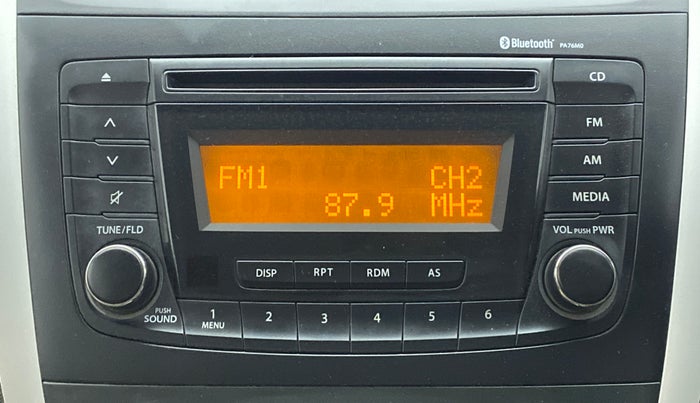 Bluetooth PA76M0
CD
FM
AM
MEDIA
FM1 CH2
87.9 MHz
TUNE/FLD
VOL PUSH PWR
DISP RPT RDM AS
PUSH
SOUND
1 2 3 4 5 6
MENU